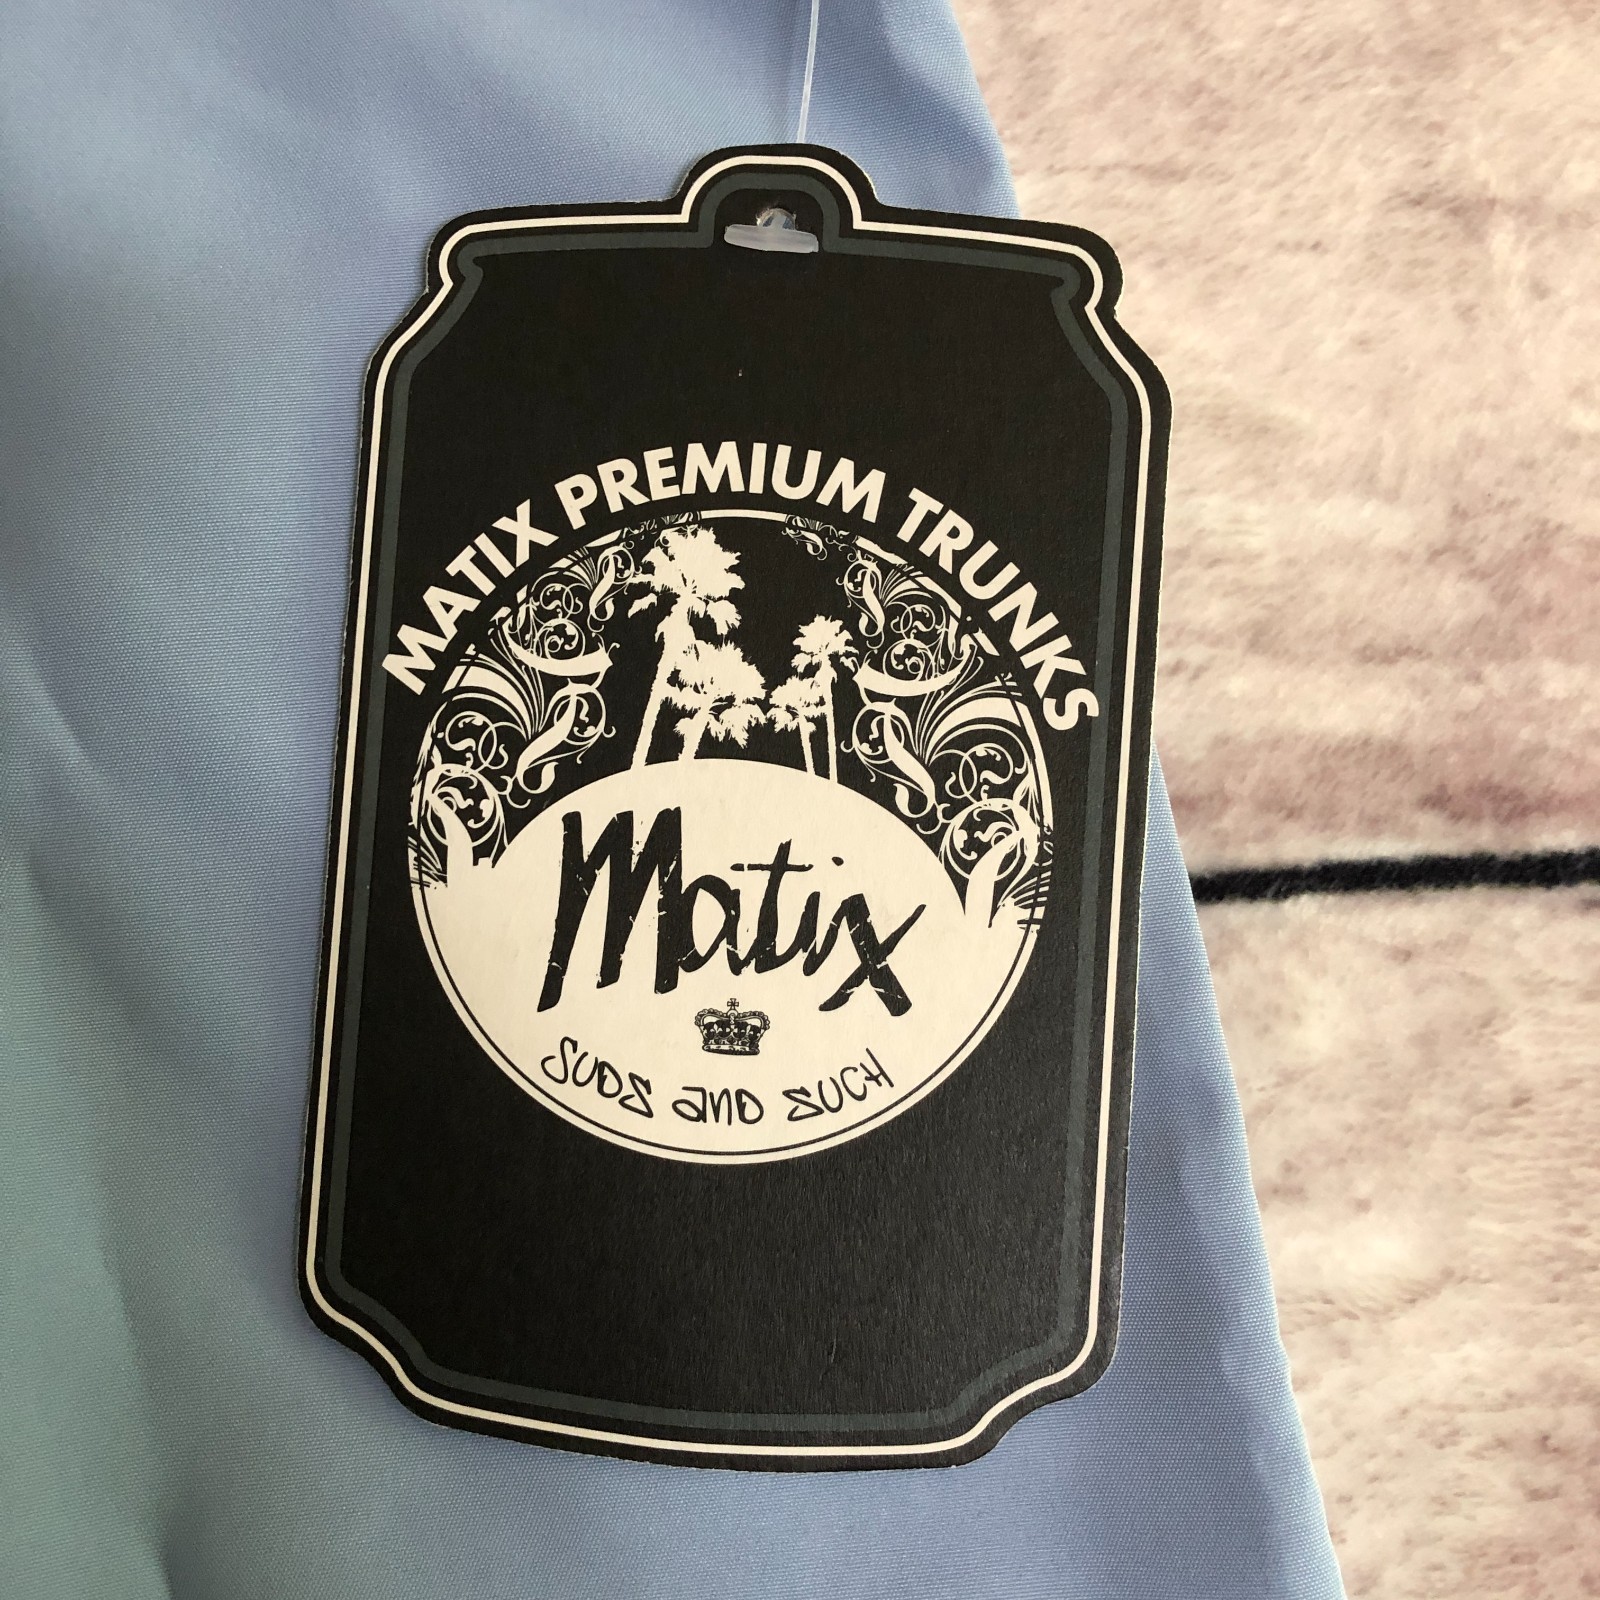 MATIX PREMIUM TRUNKS
Matix
SUDS and SUCH